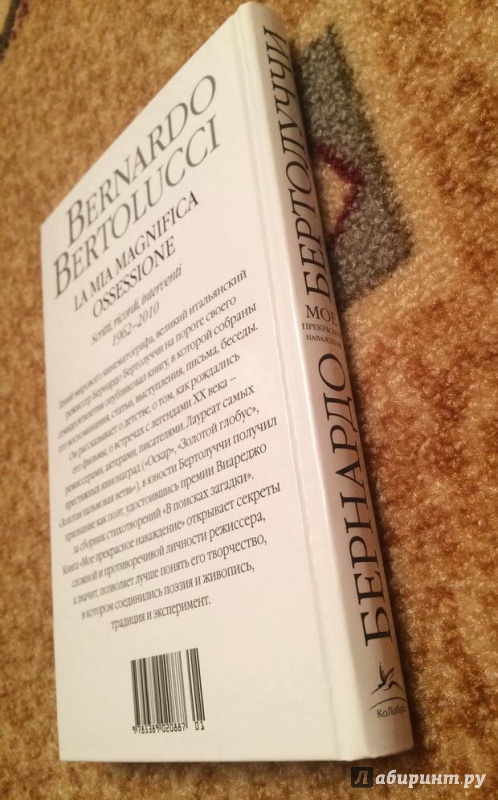 BERNARDO
BERTOLUCCI
LA MIA MAGNIFICA
OSSESSIONE
Scritti, ricordi, interventi
1962–2010
Гений мирового кинематографа, великий итальянский
режиссер Бернардо Бертолуччи на пороге своего
семидесятилетия опубликовал книгу, в которой собраны
его воспоминания, статьи, выступления, письма, беседы.
Он рассказывает о детстве, о том, как рождались
его фильмы, о встречах с легендами XX века –
режиссерами, актерами, писателями. Лауреат самых
престижных кинонаград («Оскар», «Золотой глобус»,
«Золотая пальмовая ветвь»), в юности Бертолуччи получил
признание как поэт, удостоившись премии Виареджо
за сборник стихотворений «В поисках загадки».
Книга «Мое прекрасное наваждение» открывает секреты
сложной и противоречивой личности режиссера,
а значит, позволяет лучше понять его творчество,
в котором соединились поэзия и живопись,
традиция и эксперимент.
9 785389 020887 01
БЕРНАРДО БЕРТОЛУЧЧИ
МОЕ
ПРЕКРАСНОЕ
НАВАЖДЕНИЕ
КоЛибри
Лабиринт.ру